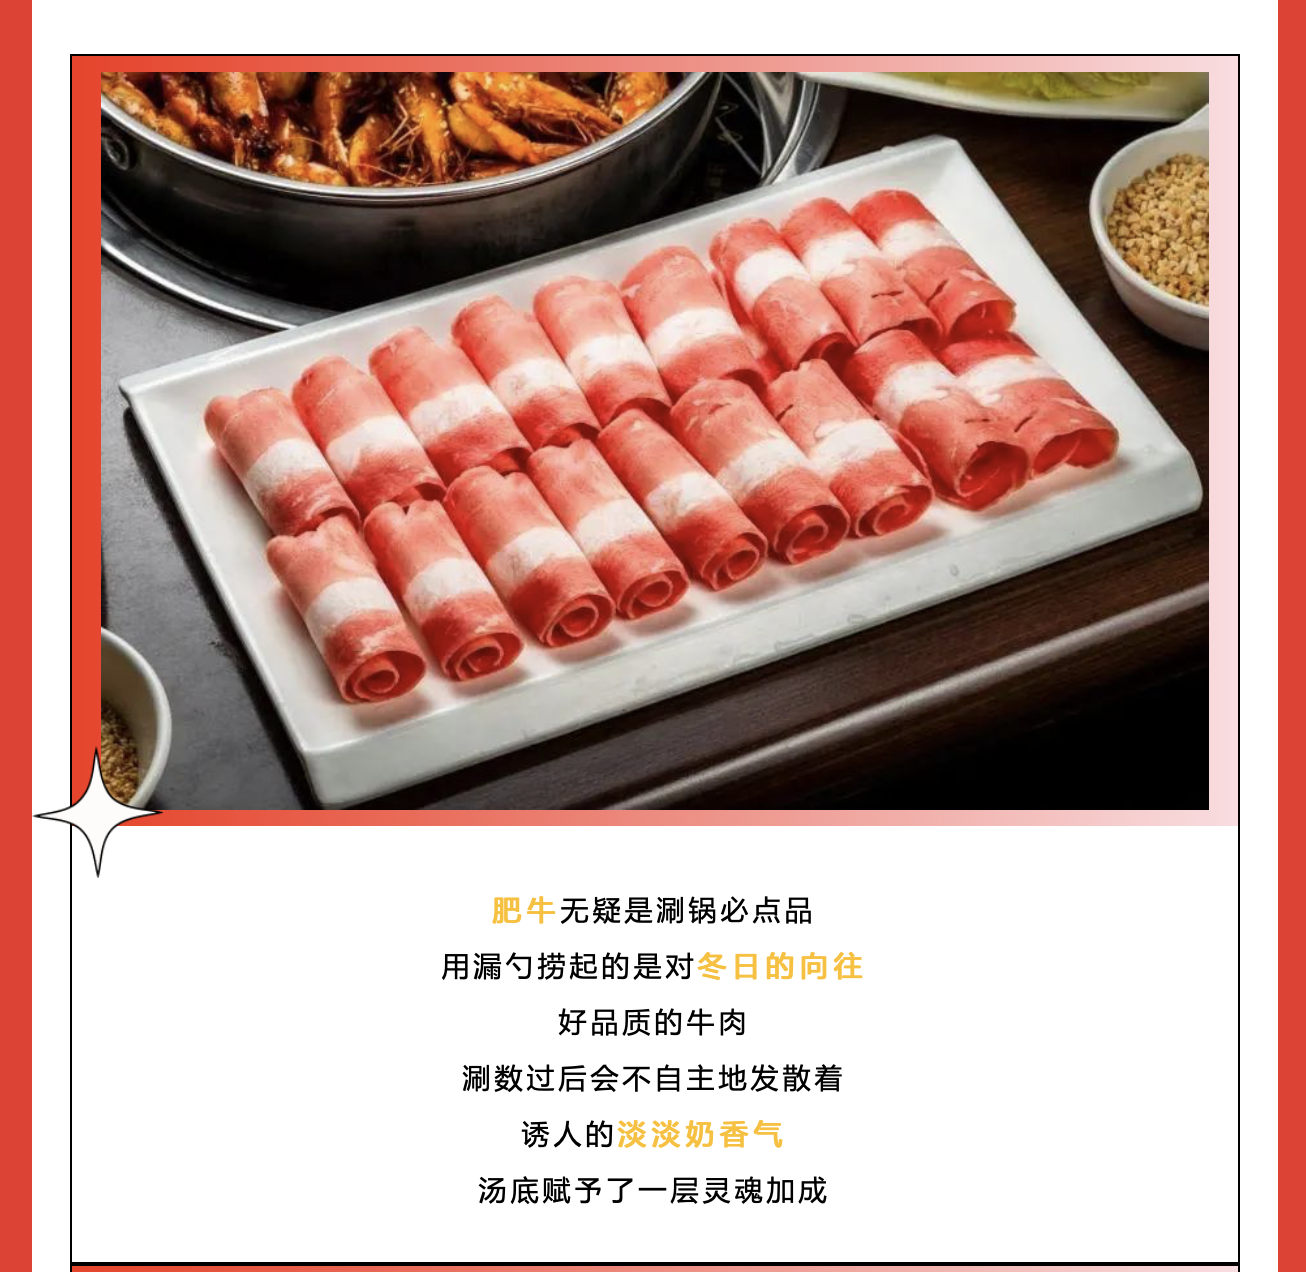 肥牛无疑是涮锅必点品
用漏勺捞起的是对冬日的向往
好品质的牛肉
涮数过后会不自主地发散着
诱人的淡淡奶香气
汤底赋予了一层灵魂加成